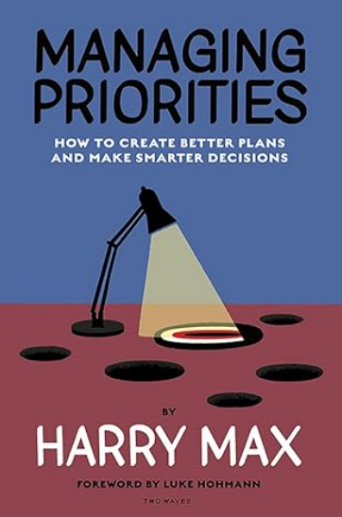 MANAGING
PRIORITIES
HOW TO CREATE BETTER PLANS
AND MAKE SMARTER DECISIONS
BY
HARRY MAX
FOREWORD BY LUKE HOHMANN
TWO WAVES